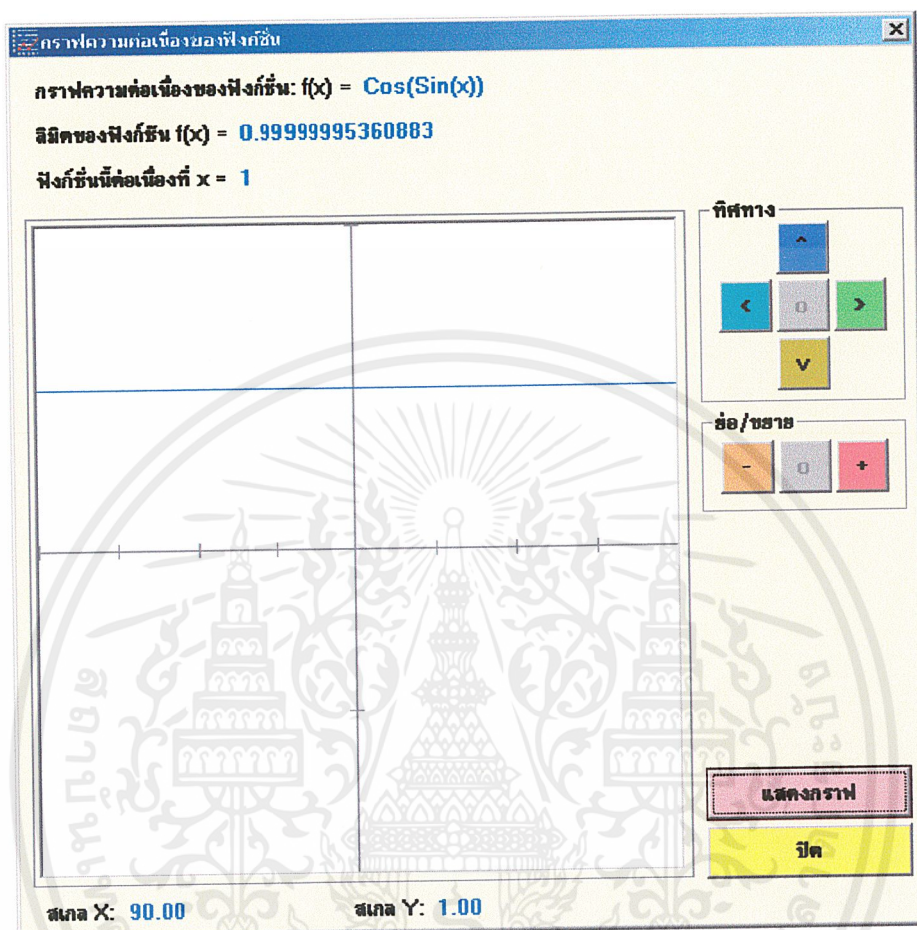 กราฟความต่อเนื่องของฟังก์ชั่น
กราฟความต่อเนื่องของฟังก์ชั่น: f(x) = Cos(Sin(x))
ลิมิตของฟังก์ชัน f(x) = 0.99999995360883
ฟังก์ชั่นนี้ต่อเนื่องที่ x = 1
ทิศทาง
^
< 0 >
v
ย่อ/ขยาย
- 0 +
แสดงกราฟ
ปิด
สเกล X: 90.00 สเกล Y: 1.00